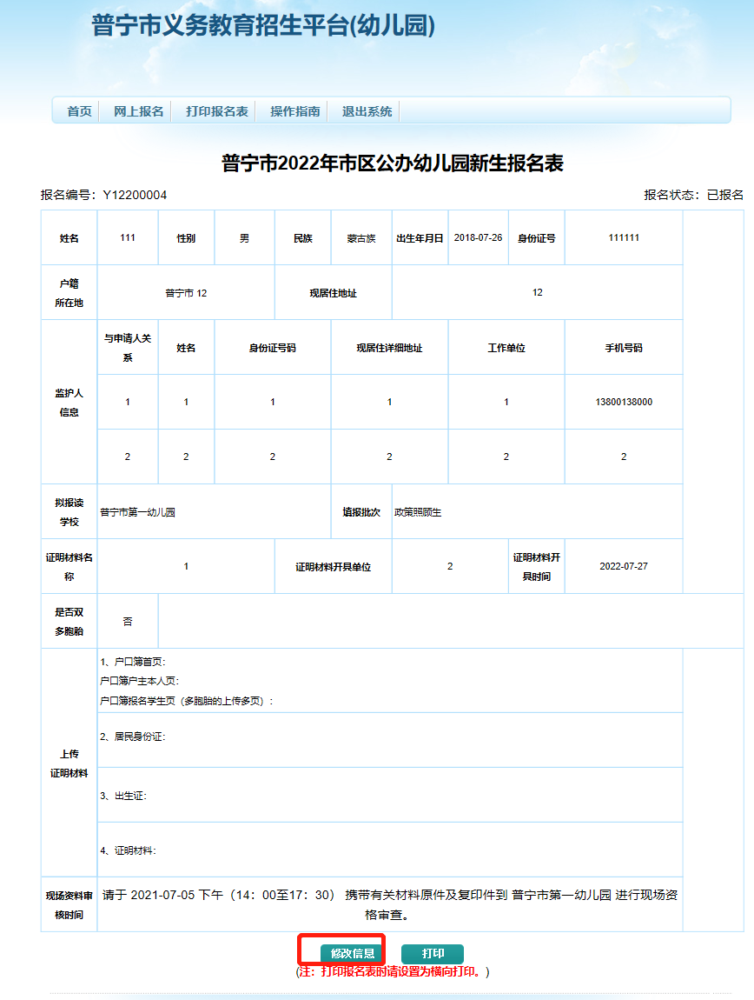 普宁市义务教育招生平台(幼儿园)
首页 网上报名 打印报名表 操作指南 退出系统
普宁市2022年市区公办幼儿园新生报名表
报名编号：Y12200004 报名状态：已报名
姓名 111 性别 男 民族 蒙古族 出生年月日 2018-07-26 身份证号 111111
户籍
所在地
普宁市 12 现居住地址 12
监护人
信息
与申请人关
系
姓名 身份证号码 现居住详细地址 工作单位 手机号码
1 1 1 1 1 13800138000
2 2 2 2 2 2
拟报读
学校
普宁市第一幼儿园 填报批次 政策照顾生
证明材料名
称
1 证明材料开具单位 2
证明材料开
具时间
2022-07-27
是否双
多胞胎
否
上传
证明材料
1、户口簿首页：
户口簿户主本人页：
户口簿报名学生页（多胞胎的上传多页）：
2、居民身份证：
3、出生证：
4、证明材料：
现场资料审
核时间
请于 2021-07-05 下午（14：00至17：30） 携带有关材料原件及复印件到 普宁市第一幼儿园 进行现场资
格审查。
修改信息 打印
(注：打印报名表时请设置为横向打印。)